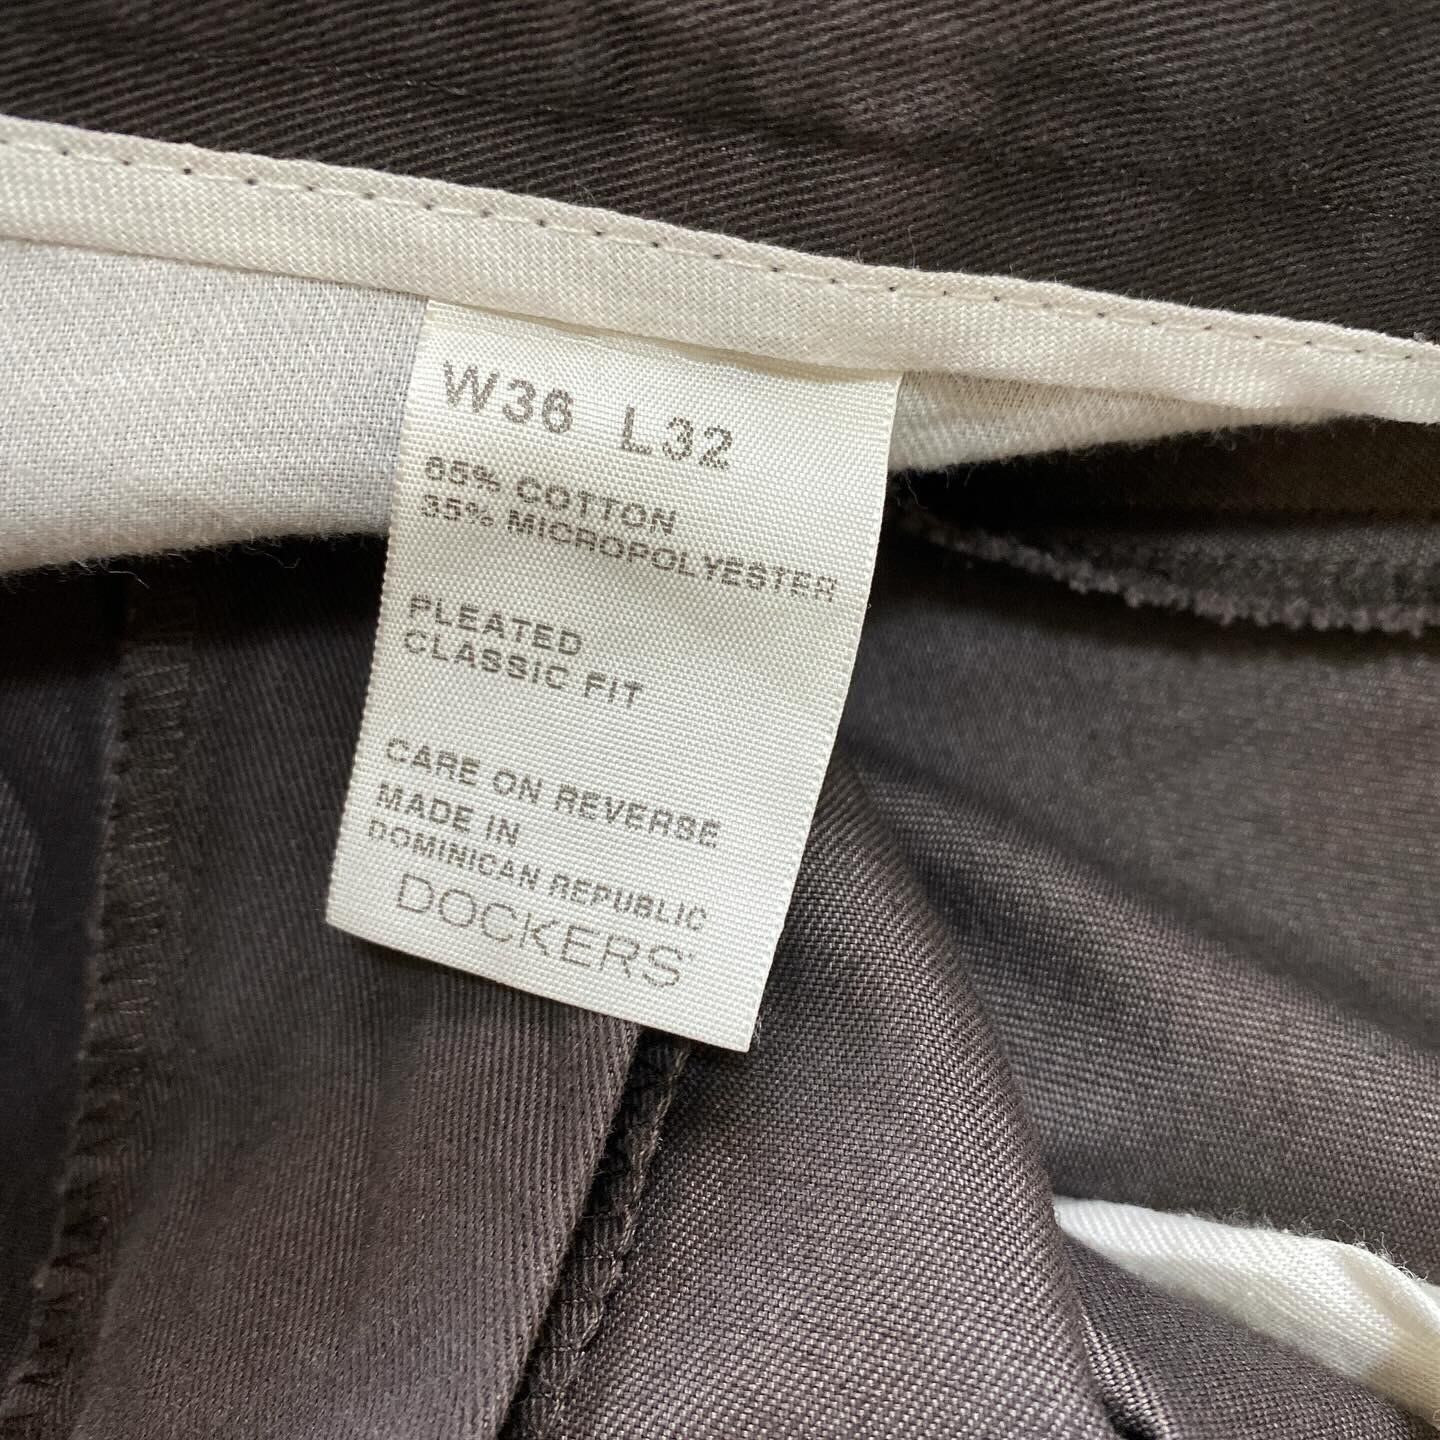 W36 L32
65% COTTON
35% MICROPOLYESTER
PLEATED
CLASSIC FIT
CARE ON REVERSE
MADE IN
DOMINICAN REPUBLIC
DOCKERS